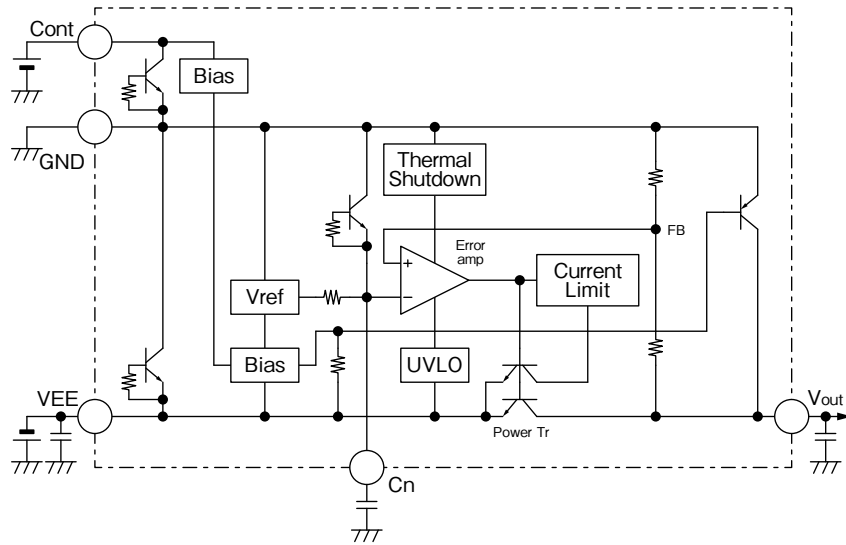 Cont
Bias
GND
Thermal
Shutdown
FB
Error
amp
+
−
Current
Limit
Vref
Bias
UVLO
VEE
Vout
Power Tr
Cn